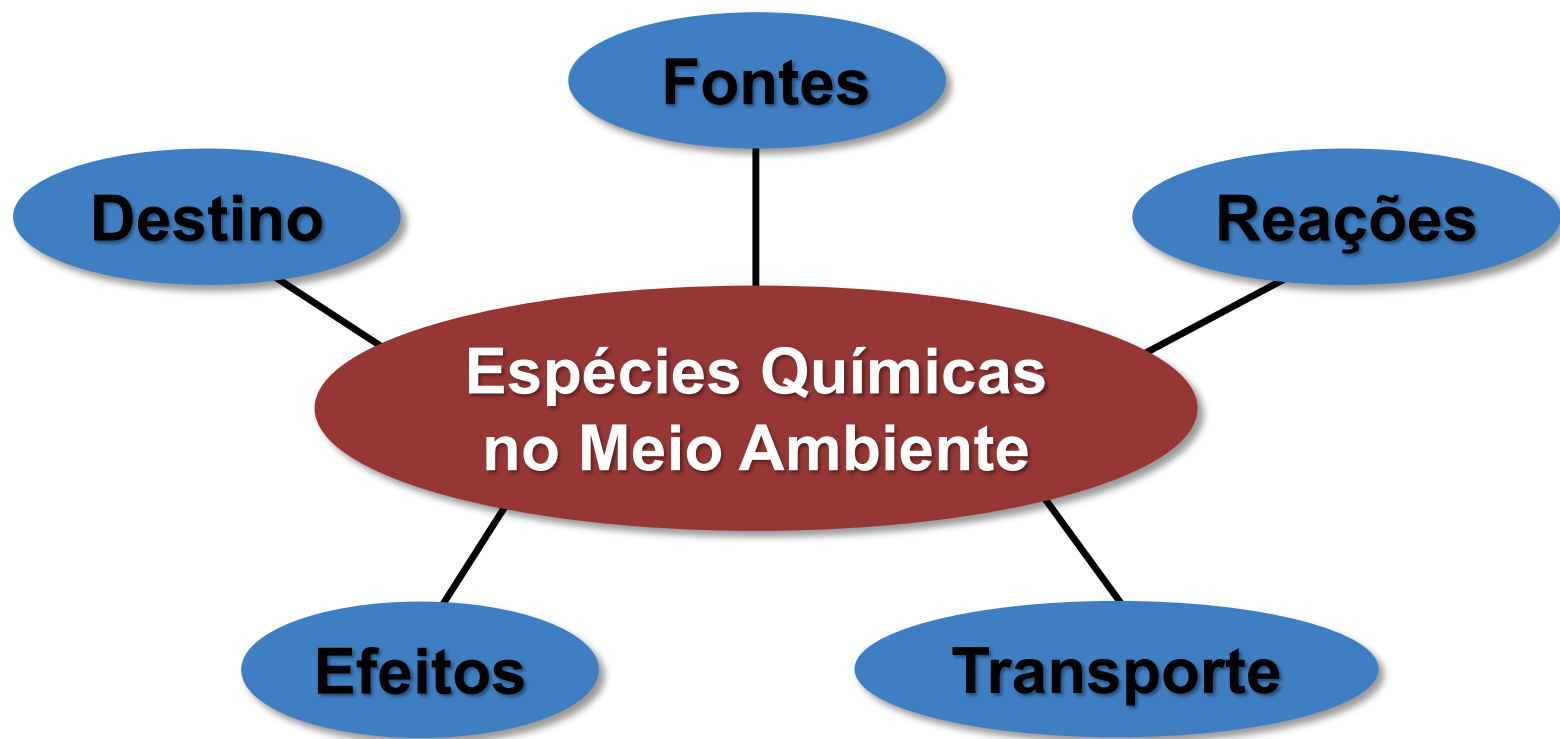 Fontes
Destino
Reações
Espécies Químicas
no Meio Ambiente
Efeitos
Transporte